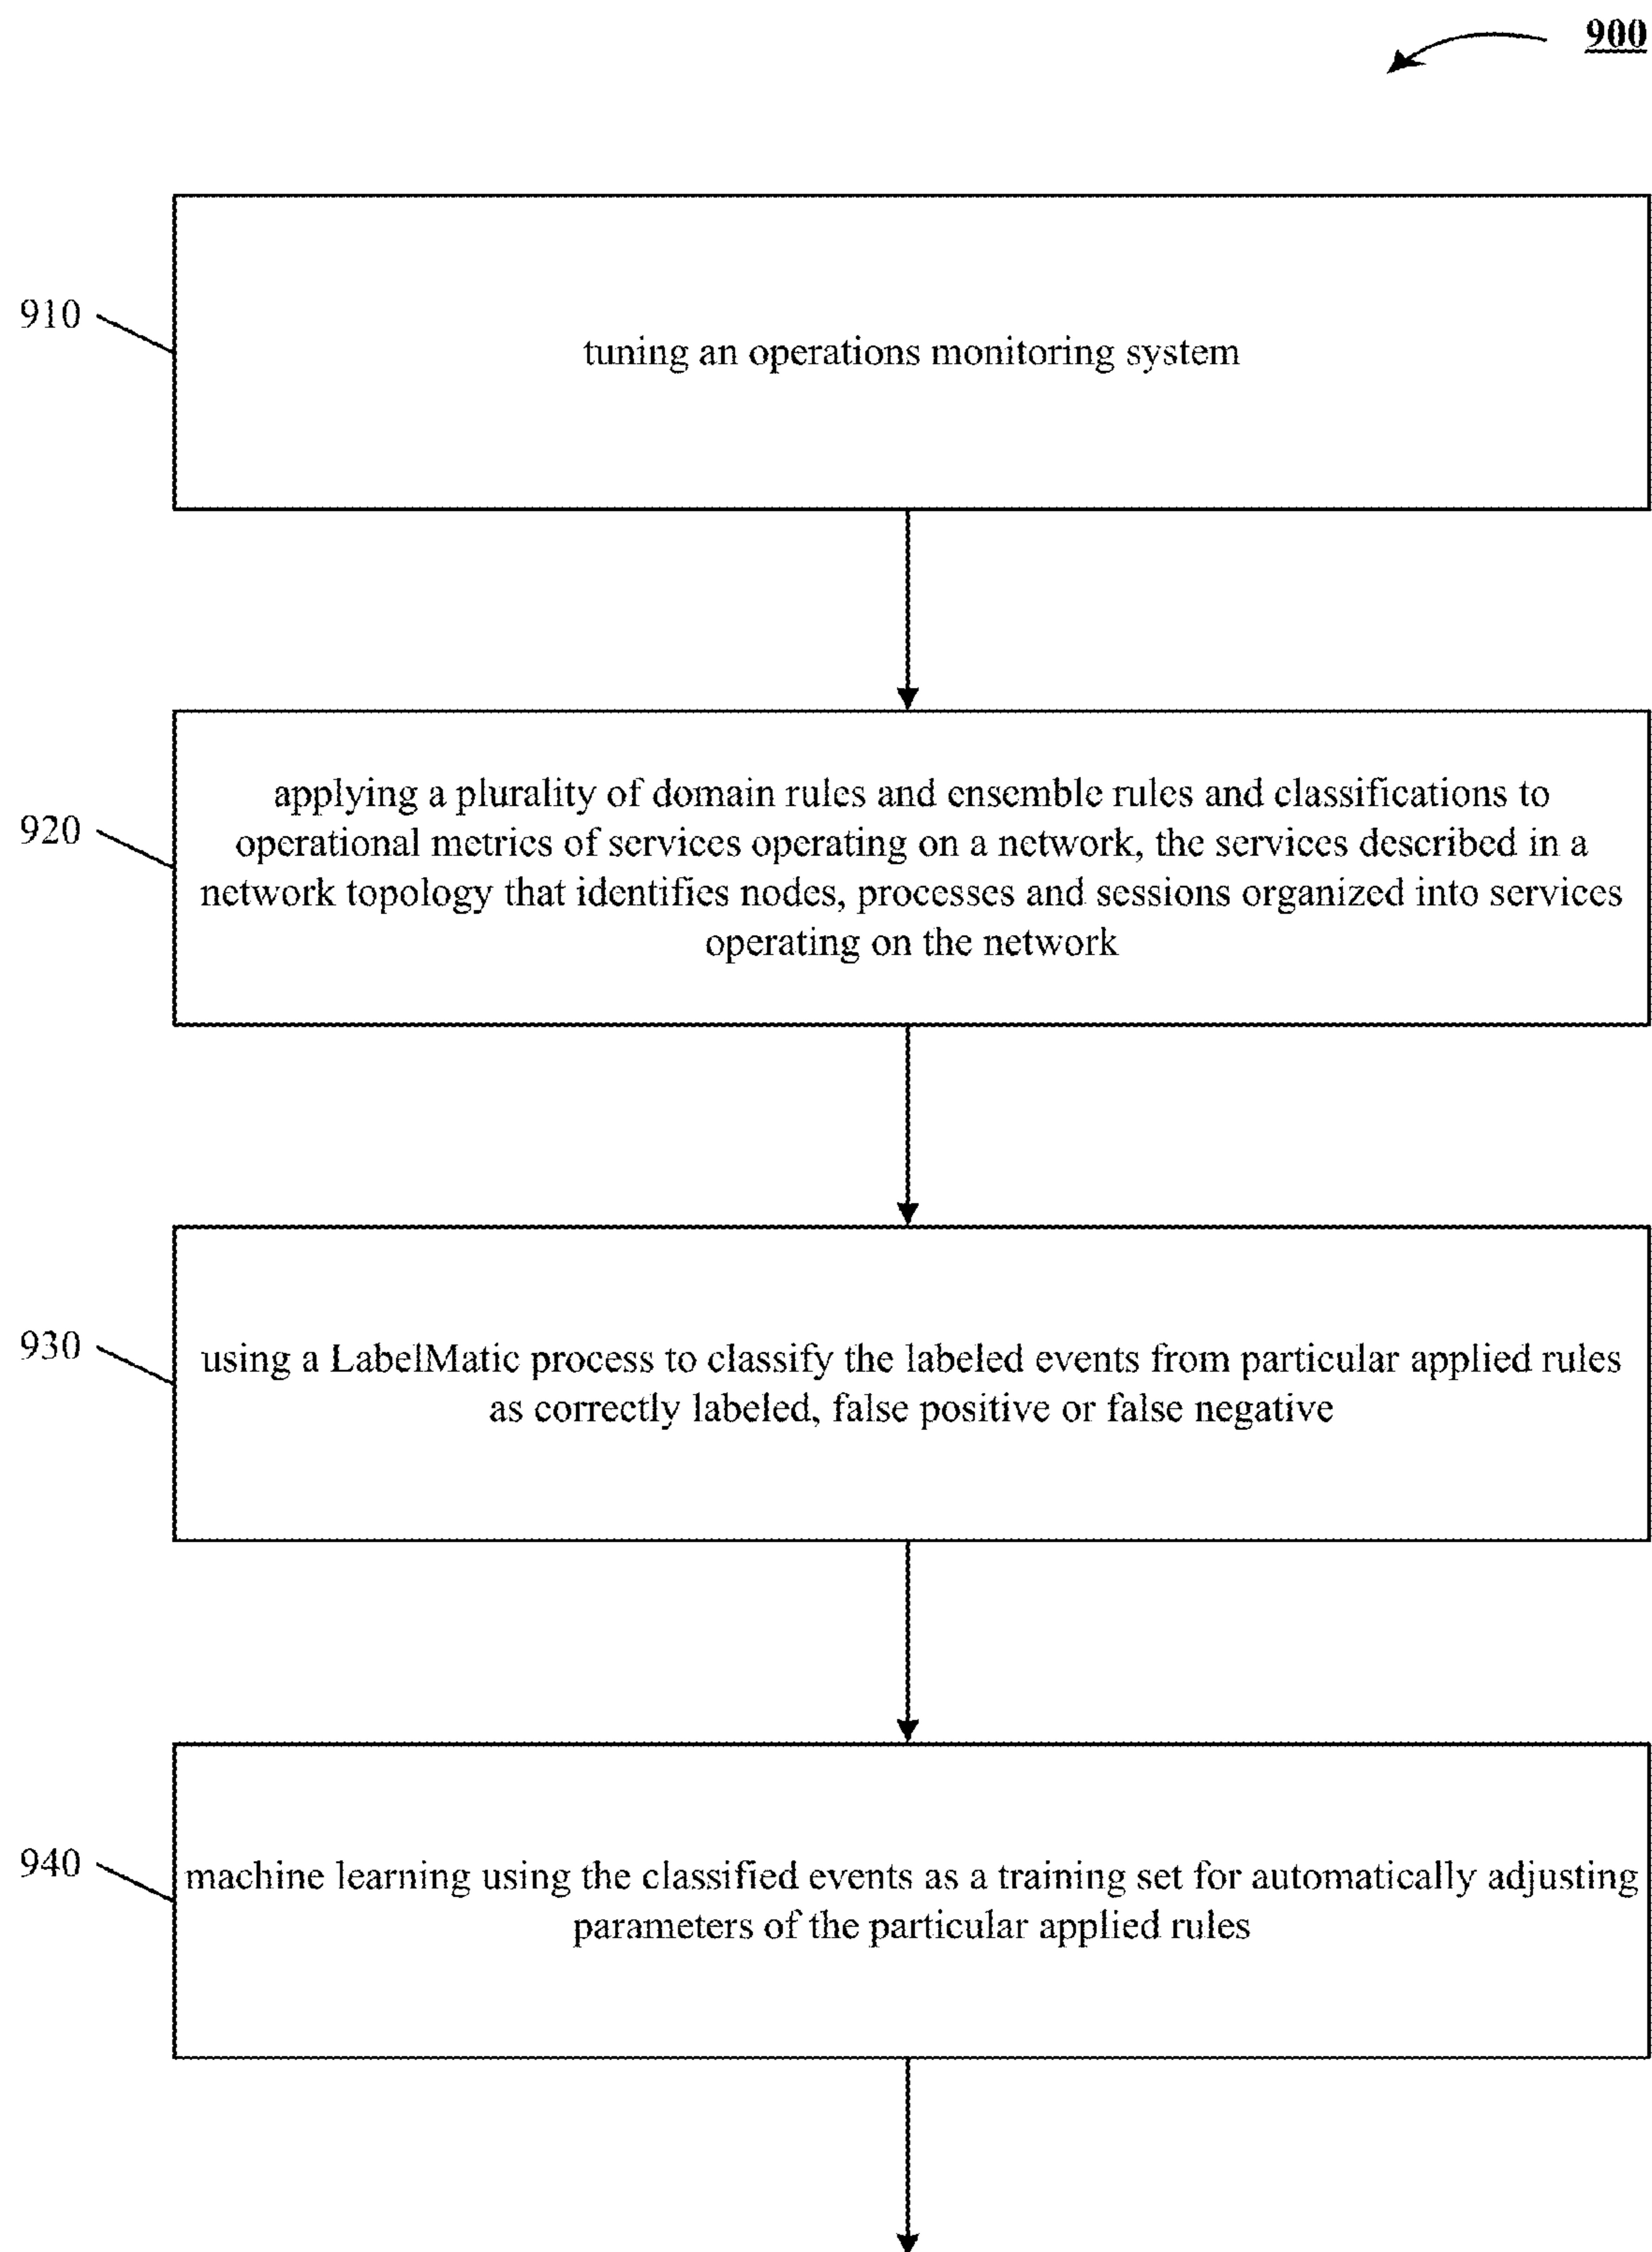 900
910
tuning an operations monitoring system
920
applying a plurality of domain rules and ensemble rules and classifications to
operational metrics of services operating on a network, the services described in a
network topology that identifies nodes, processes and sessions organized into services
operating on the network
930
using a LabelMatic process to classify the labeled events from particular applied rules
as correctly labeled, false positive or false negative
940
machine learning using the classified events as a training set for automatically adjusting
parameters of the particular applied rules